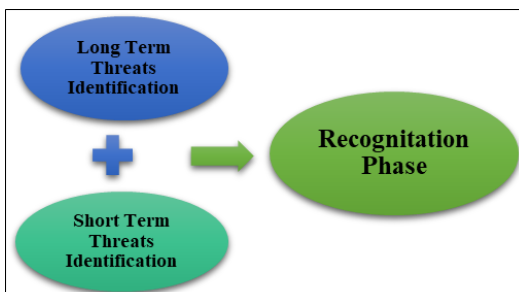 Long Term
Threats
Identification
Short Term
Threats
Identification
Recognitation
Phase